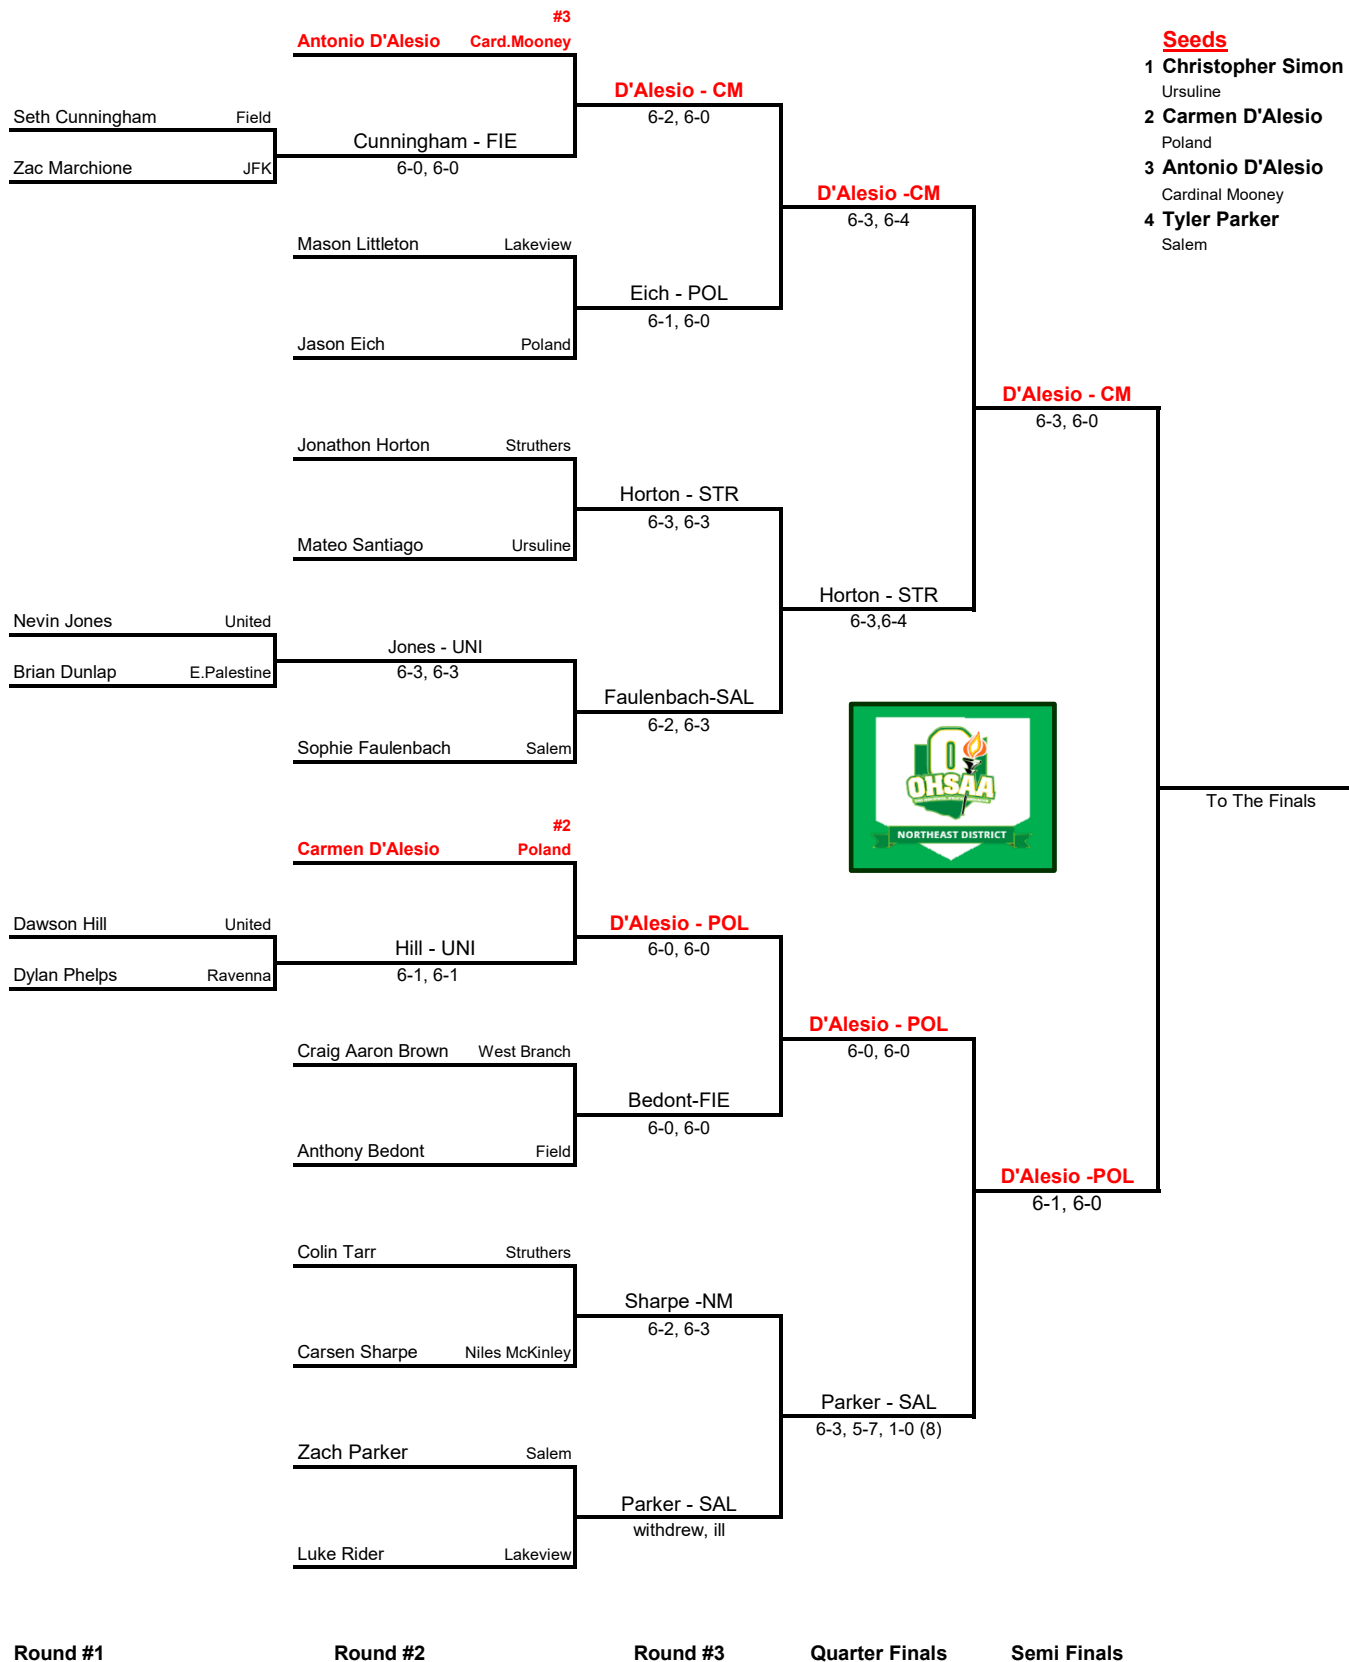 #3
Antonio D'Alesio Card.Mooney
Seeds
1 Christopher Simon
Ursuline
2 Carmen D'Alesio
Poland
3 Antonio D'Alesio
Cardinal Mooney
4 Tyler Parker
Salem
D'Alesio - CM
6-2, 6-0
Seth Cunningham Field
Cunningham - FIE
6-0, 6-0
Zac Marchione JFK
D'Alesio -CM
6-3, 6-4
Mason Littleton Lakeview
Eich - POL
6-1, 6-0
Jason Eich Poland
D'Alesio - CM
6-3, 6-0
Jonathon Horton Struthers
Horton - STR
6-3, 6-3
Mateo Santiago Ursuline
Horton - STR
6-3,6-4
Nevin Jones United
Jones - UNI
6-3, 6-3
Brian Dunlap E.Palestine
Faulenbach-SAL
6-2, 6-3
Sophie Faulenbach Salem
OHSAA
NORTHEAST DISTRICT
To The Finals
#2
Carmen D'Alesio Poland
Dawson Hill United
D'Alesio - POL
6-0, 6-0
Hill - UNI
6-1, 6-1
Dylan Phelps Ravenna
D'Alesio - POL
6-0, 6-0
Craig Aaron Brown West Branch
Bedont-FIE
6-0, 6-0
Anthony Bedont Field
D'Alesio -POL
6-1, 6-0
Colin Tarr Struthers
Sharpe -NM
6-2, 6-3
Carsen Sharpe Niles McKinley
Parker - SAL
6-3, 5-7, 1-0 (8)
Zach Parker Salem
Parker - SAL
withdrew, ill
Luke Rider Lakeview
Round #1 Round #2 Round #3 Quarter Finals Semi Finals